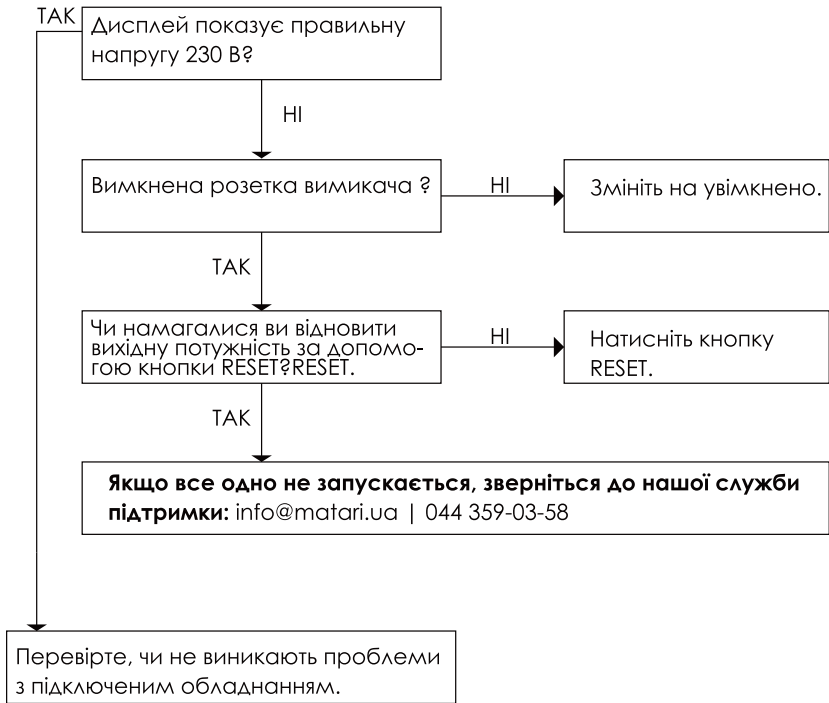 ТАК
Дисплей показує правильну
напругу 230 В?
НІ
Вимкнена розетка вимикача ?
НІ
Змініть на увімкнено.
ТАК
Чи намагалися ви відновити
вихідну потужність за допомо-
гою кнопки RESET?RESET.
НІ
Натисніть кнопку
RESET.
ТАК
Якщо все одно не запускається, зверніться до нашої служби
підтримки: info@matari.ua | 044 359-03-58
Перевірте, чи не виникають проблеми
з підключеним обладнанням.